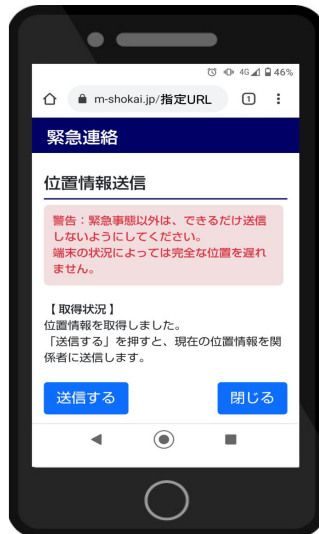 4G 46%
m-shokai.jp/指定URL 1
緊急連絡
位置情報送信
警告：緊急事態以外は、できるだけ送信
しないようにしてください。
端末の状況によっては完全な位置を遅れ
ません。
【取得状況】
位置情報を取得しました。
「送信する」を押すと、現在の位置情報を関
係者に送信します。
送信する 閉じる